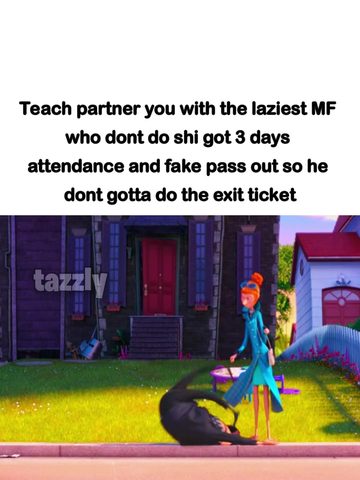 Teach partner you with the laziest MF
who dont do shi got 3 days
attendance and fake pass out so he
dont gotta do the exit ticket
tazzly